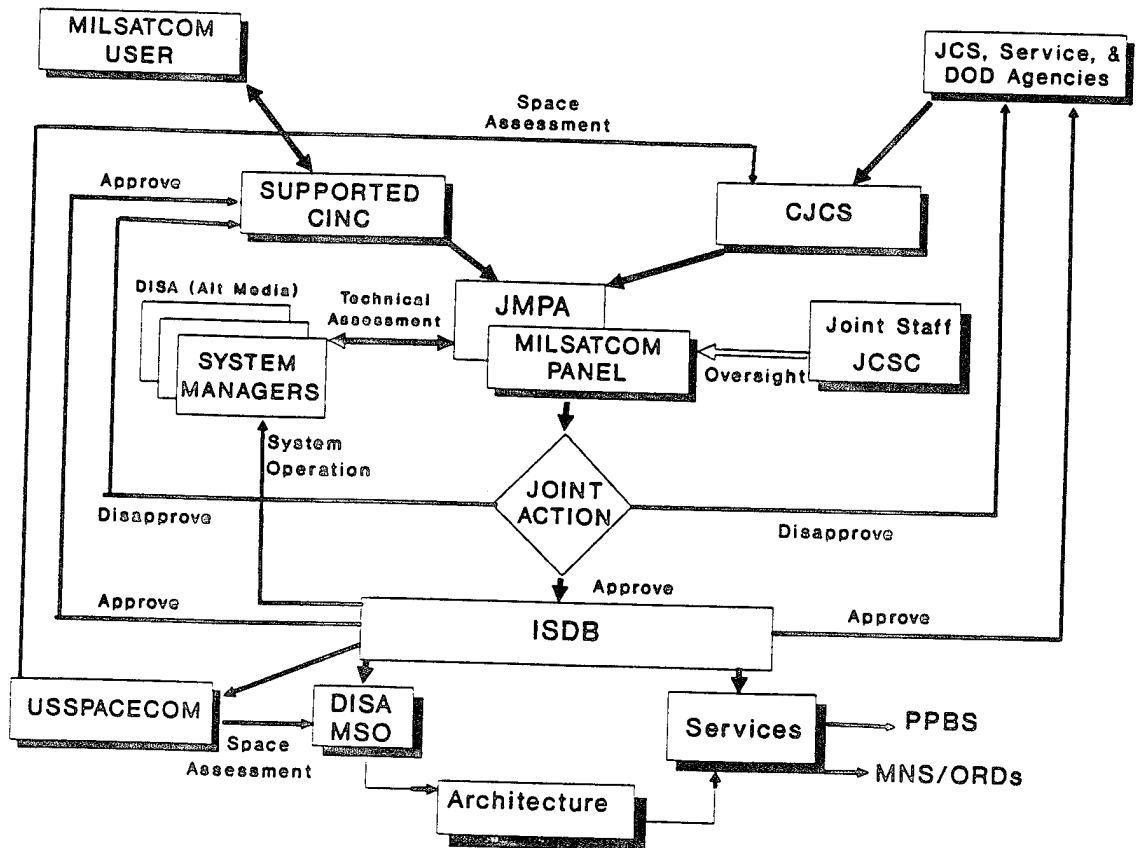 MILSATCOM
USER
JCS, Service, &
DOD Agencies
Space
Assessment
Approve
SUPPORTED
CINC
CJCS
DISA (Alt Media)
Technical
Assessment
JMPA
MILSATCOM
PANEL
Joint Staff
JCSC
Oversight
SYSTEM
MANAGERS
System
Operation
JOINT
ACTION
Disapprove
Disapprove
Approve
Approve
Approve
ISDB
USSPACECOM
DISA
MSO
Services
PPBS
Space
Assessment
MNS/ORDs
Architecture